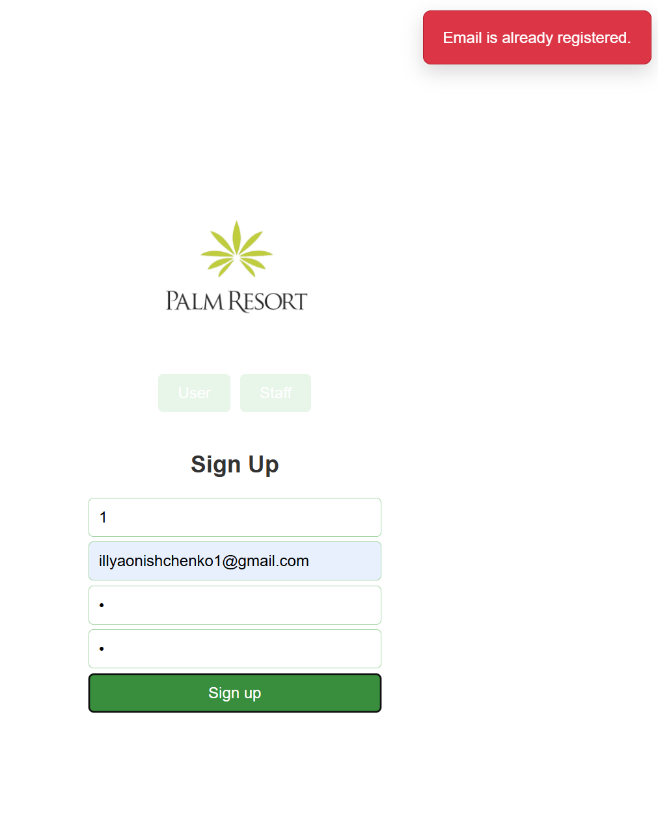 Email is already registered.
PALM RESORT
User Staff
Sign Up
1
illyaonishchenko1@gmail.com
•
•
Sign up